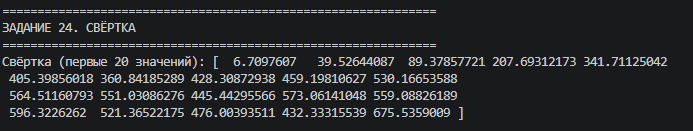 ==============================================================
ЗАДАНИЕ 24. СВЁРТКА
==============================================================
Свёртка (первые 20 значений): [  6.7097607   39.52644087  89.37857721 207.69312173 341.71125042
 405.39856018 360.84185289 428.30872938 459.19810627 530.16653588
 564.51160793 551.03086276 445.44295566 573.06141048 559.08826189
 596.3226262  521.36522175 476.00393511 432.33315539 675.5359009 ]